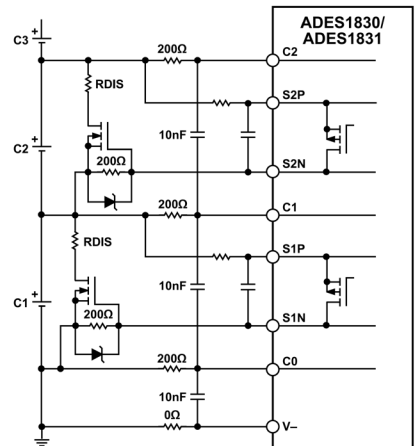 ADES1830/
ADES1831
C3
+
200Ω
C2
RDIS
S2P
C2
+
10nF
200Ω
S2N
200Ω
C1
RDIS
S1P
C1
+
10nF
200Ω
S1N
200Ω
C0
10nF
0Ω
V–
+